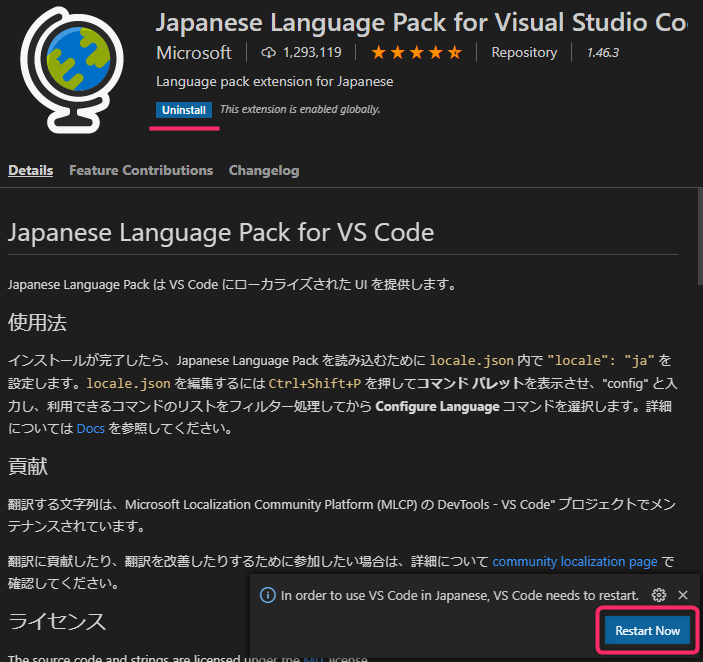 Japanese Language Pack for Visual Studio Co
Microsoft 1,293,119 Repository 1.46.3
Language pack extension for Japanese
Uninstall This extension is enabled globally.
Details Feature Contributions Changelog
Japanese Language Pack for VS Code
Japanese Language Pack は VS Code にローカライズされた UI を提供します。
使用法
インストールが完了したら、Japanese Language Pack を読み込むために locale.json 内で "locale": "ja" を
設定します。locale.json を編集するには Ctrl+Shift+P を押してコマンド パレットを表示させ、"config" と入
力し、利用できるコマンドのリストをフィルター処理してから Configure Language コマンドを選択します。詳細
については Docs を参照してください。
貢献
翻訳する文字列は、Microsoft Localization Community Platform (MLCP) の DevTools - VS Code" プロジェクトでメン
テナンスされています。
翻訳に貢献したり、翻訳を改善したりするために参加したい場合は、詳細について community localization page で
確認してください。
In order to use VS Code in Japanese, VS Code needs to restart.
Restart Now
ライセンス
The source code and strings are licensed under the MIT license.